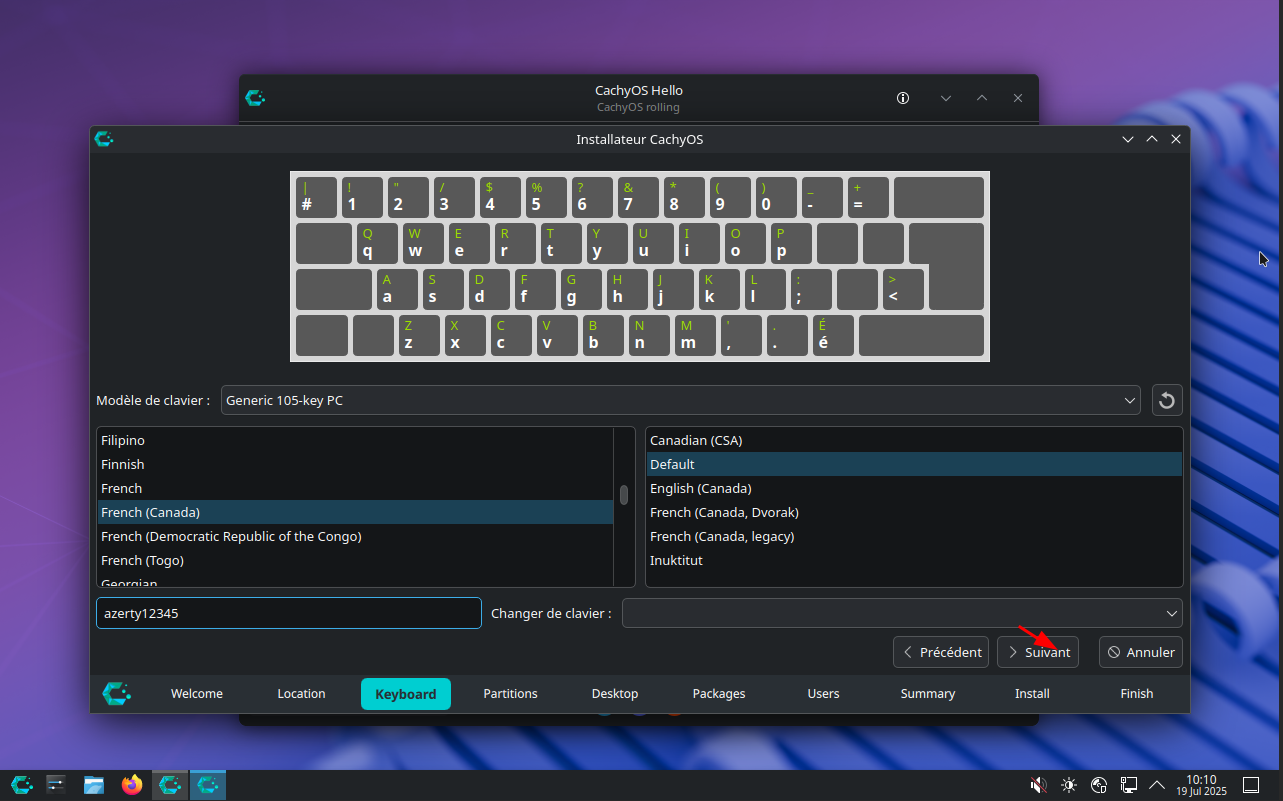 CachyOS Hello
CachyOS rolling
Installateur CachyOS
| ! " / $ % ? & * ( ) _ +
# 1 2 3 4 5 6 7 8 9 0 - =
Q W E R T Y U I O P
q w e r t y u i o p
A S D F G H J K L : >
a s d f g h j k l ; <
Z X C V B N M ' . É
z x c v b n m , . é
Modèle de clavier : Generic 105-key PC
Filipino
Finnish
French
French (Canada)
French (Democratic Republic of the Congo)
French (Togo)
Georgian
Canadian (CSA)
Default
English (Canada)
French (Canada, Dvorak)
French (Canada, legacy)
Inuktitut
azerty12345 Changer de clavier :
Précédent Suivant Annuler
Welcome Location Keyboard Partitions Desktop Packages Users Summary Install Finish
10:10
19 Jul 2025